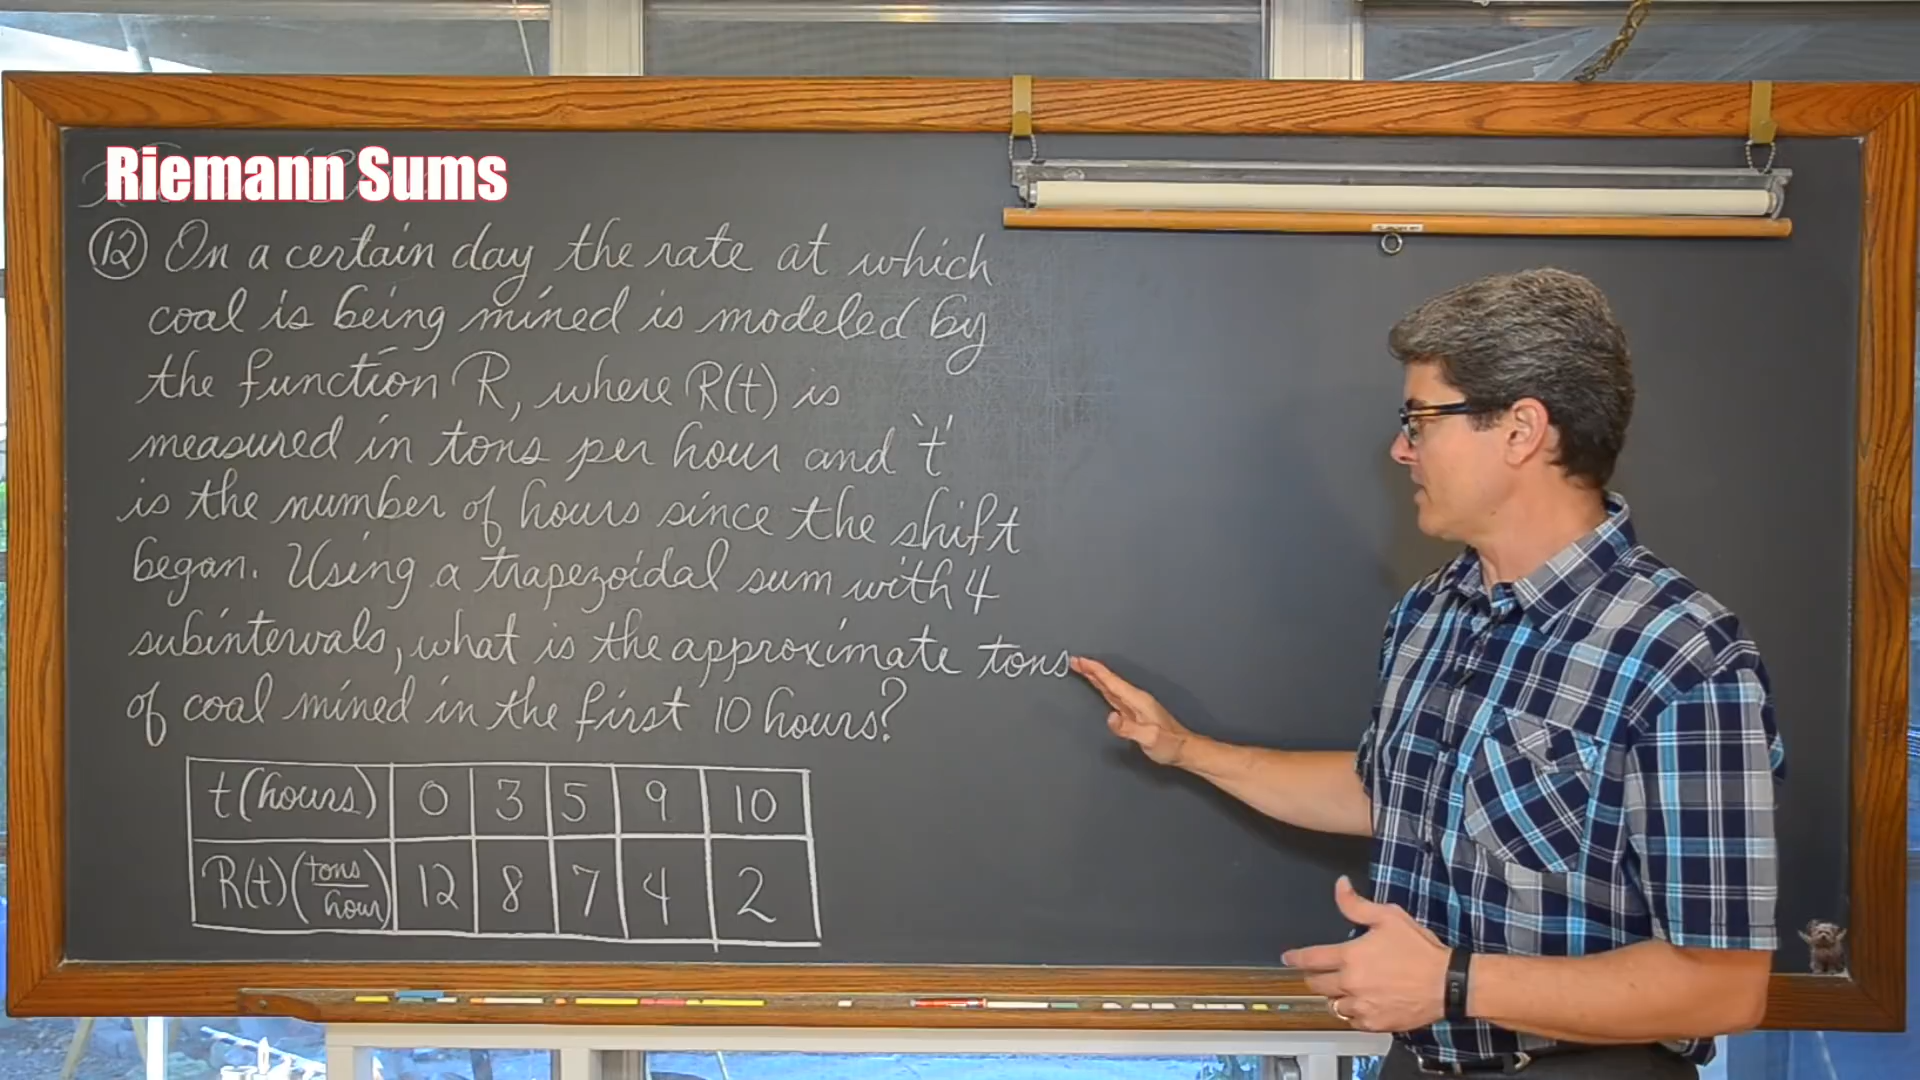 Riemann Sums
⑫ On a certain day the rate at which
coal is being mined is modeled by
the function R, where R(t) is
measured in tons per hour and 't'
is the number of hours since the shift
began. Using a trapezoidal sum with 4
subintervals, what is the approximate tons
of coal mined in the first 10 hours?
t(hours) 0 3 5 9 10
R(t)(tons/hour) 12 8 7 4 2